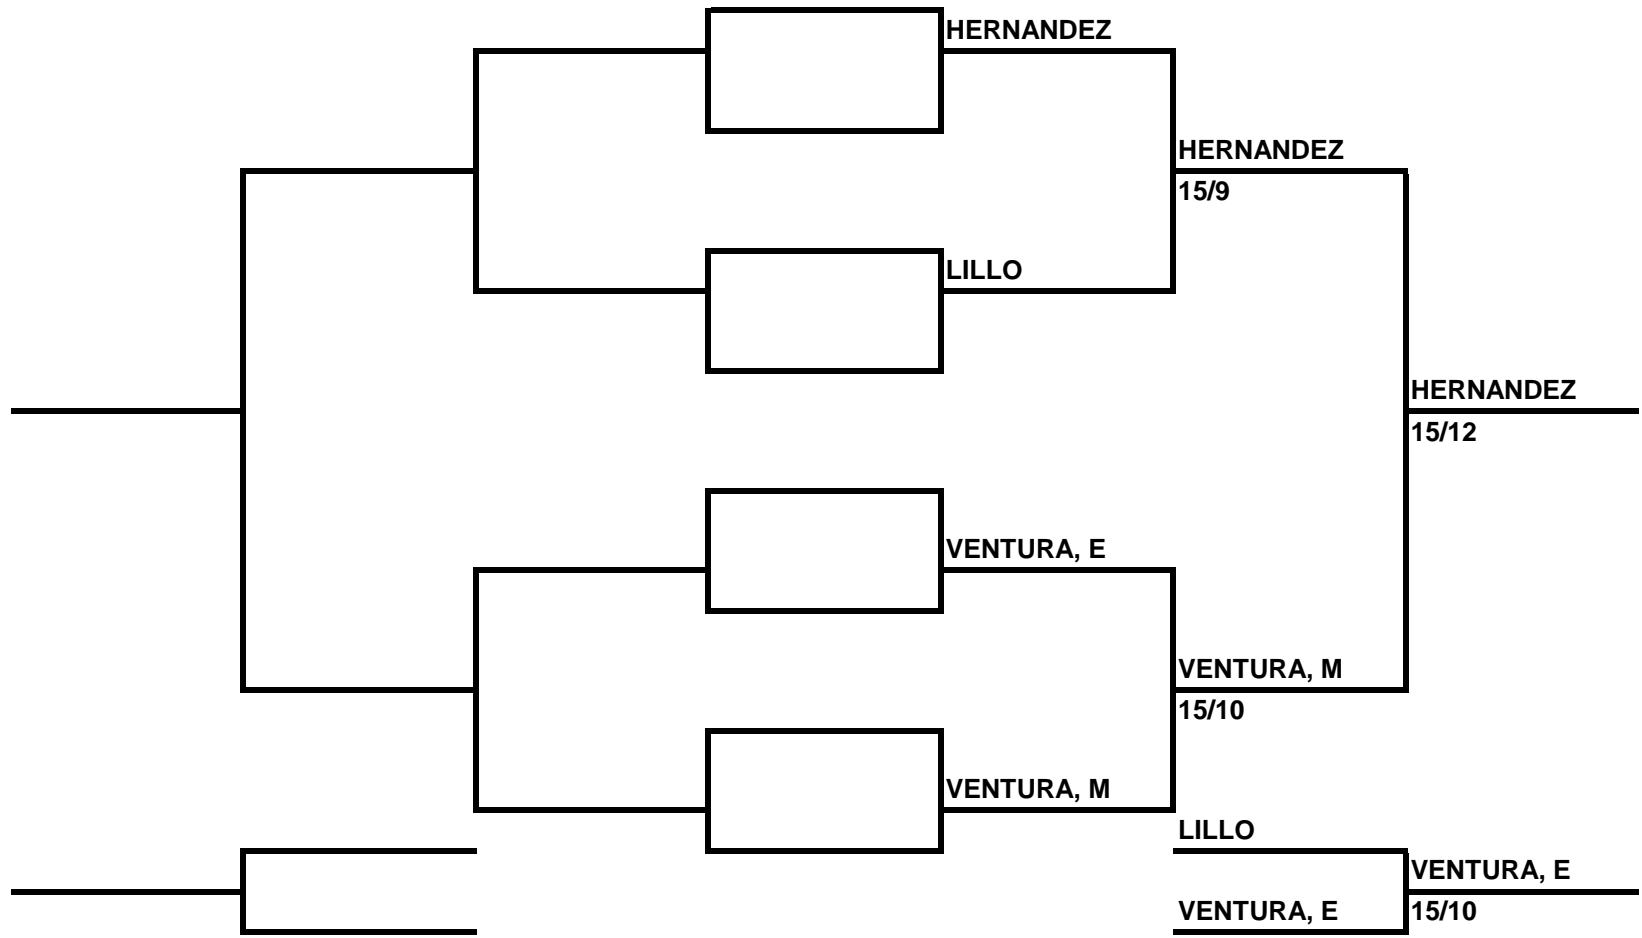 HERNANDEZ
HERNANDEZ
15/9
LILLO
HERNANDEZ
15/12
VENTURA, E
VENTURA, M
15/10
VENTURA, M
LILLO
VENTURA, E
VENTURA, E
15/10